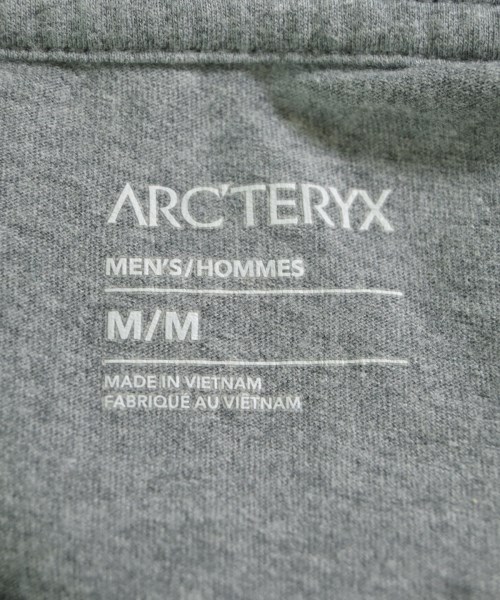 ARC'TERYX
MEN'S/HOMMES
M/M
MADE IN VIETNAM
FABRIQUÉ AU VIETNAM